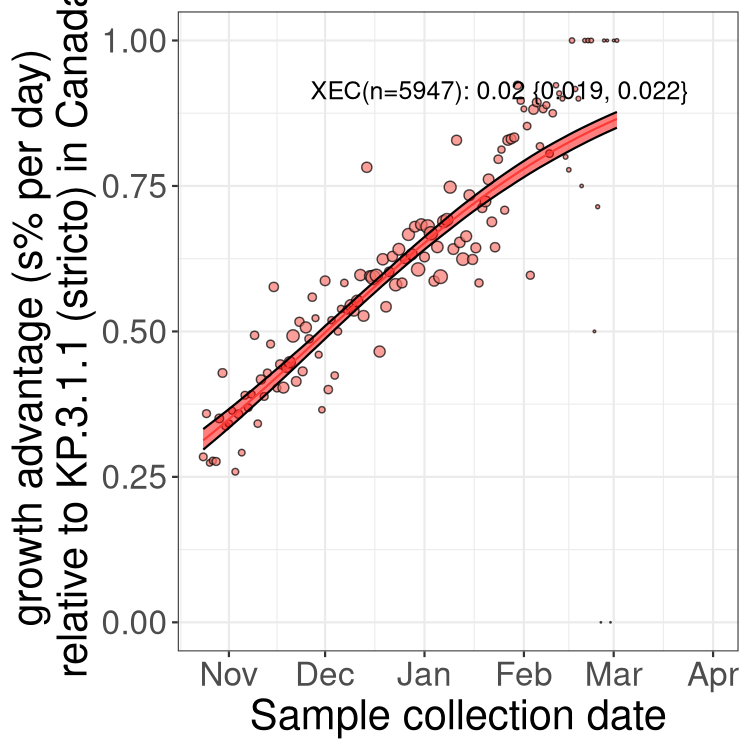 growth advantage (s% per day)
relative to KP.3.1.1 (stricto) in Canada
1.00
0.75
0.50
0.25
0.00
XEC(n=5947): 0.02 {0.019, 0.022}
Nov Dec Jan Feb Mar Apr
Sample collection date